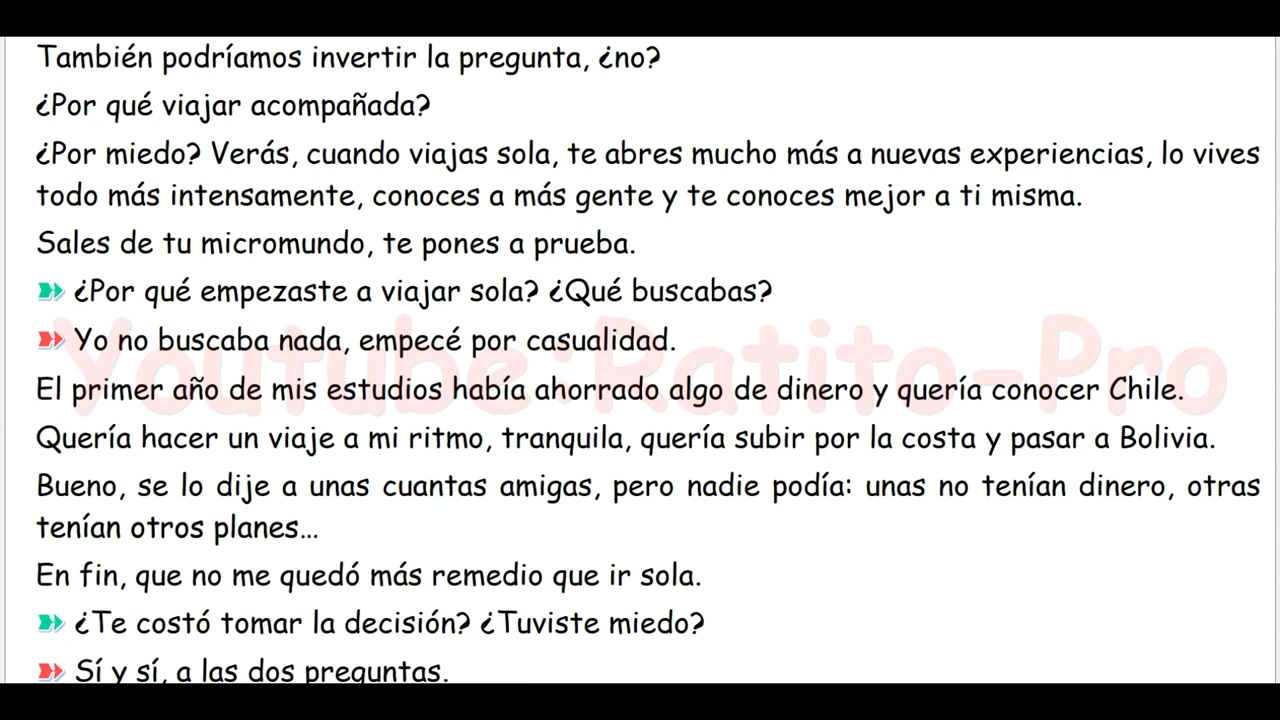 También podríamos invertir la pregunta, ¿no?
¿Por qué viajar acompañada?
¿Por miedo? Verás, cuando viajas sola, te abres mucho más a nuevas experiencias, lo vives
todo más intensamente, conoces a más gente y te conoces mejor a ti misma.
Sales de tu micromundo, te pones a prueba.
¿Por qué empezaste a viajar sola? ¿Qué buscabas?
Yo no buscaba nada, empecé por casualidad.
Youtube:Ratito-Pro
El primer año de mis estudios había ahorrado algo de dinero y quería conocer Chile.
Quería hacer un viaje a mi ritmo, tranquila, quería subir por la costa y pasar a Bolivia.
Bueno, se lo dije a unas cuantas amigas, pero nadie podía: unas no tenían dinero, otras
tenían otros planes...
En fin, que no me quedó más remedio que ir sola.
¿Te costó tomar la decisión? ¿Tuviste miedo?
Sí y sí, a las dos preguntas.